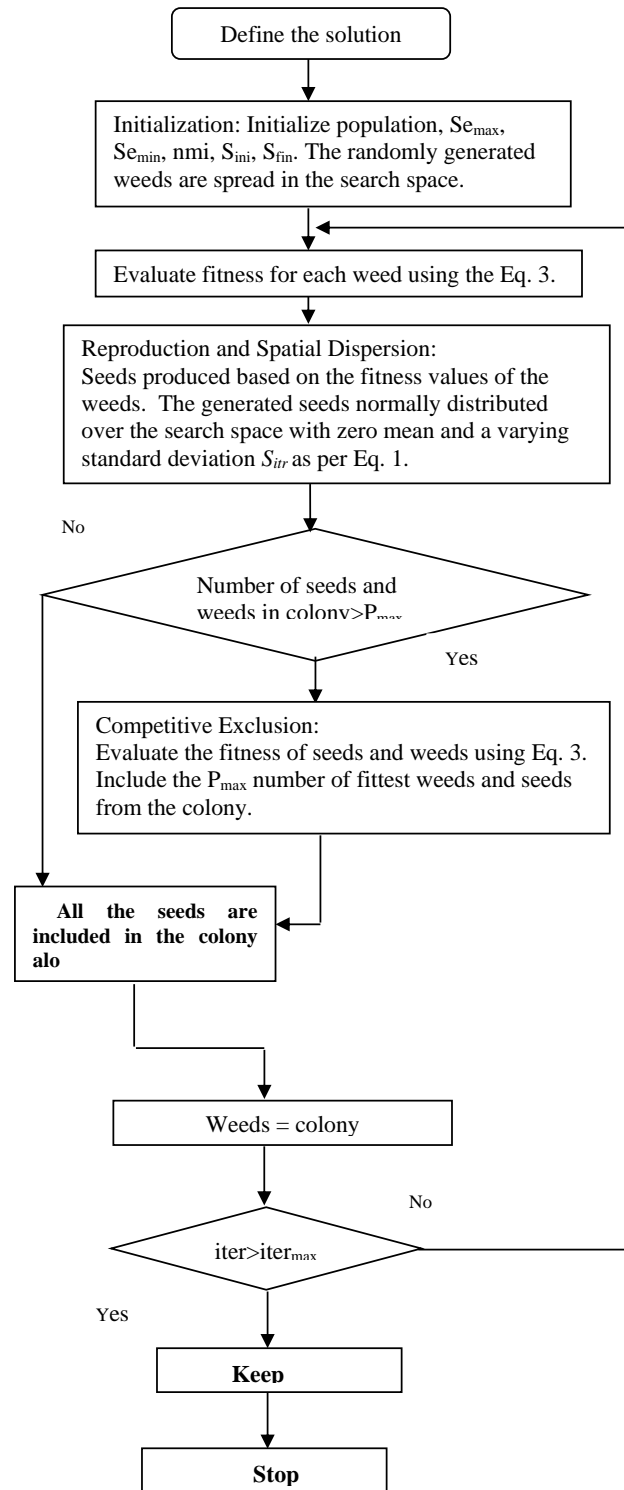 Define the solution
Initialization: Initialize population, Se_max,
Se_min, nmi, S_ini, S_fin. The randomly generated
weeds are spread in the search space.
Evaluate fitness for each weed using the Eq. 3.
Reproduction and Spatial Dispersion:
Seeds produced based on the fitness values of the
weeds. The generated seeds normally distributed
over the search space with zero mean and a varying
standard deviation S_itr as per Eq. 1.
No
Number of seeds and
weeds in colony>P_max
Yes
Competitive Exclusion:
Evaluate the fitness of seeds and weeds using Eq. 3.
Include the P_max number of fittest weeds and seeds
from the colony.
All the seeds are
included in the colony
alo
Weeds = colony
No
iter>iter_max
Yes
Keep
Stop